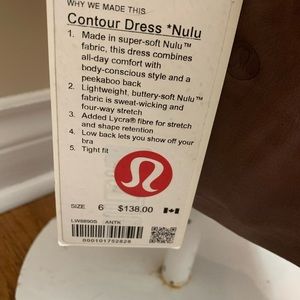 WHY WE MADE THIS
Contour Dress *Nulu
1. Made in super-soft Nulu™
fabric, this dress combines
all-day comfort with
body-conscious style and a
peekaboo back
2. Lightweight, buttery-soft Nulu™
fabric is sweat-wicking and
four-way stretch
3. Added Lycra® fibre for stretch
and shape retention
4. Low back lets you show off your
bra
5. Tight fit
SIZE 6 $138.00
LW8890S ANTK
000101752828